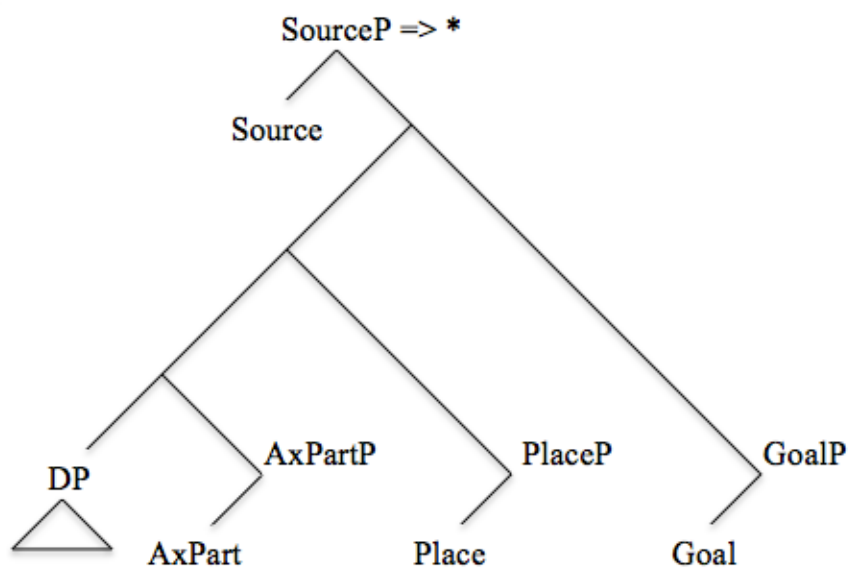 SourceP => *
Source
AxPartP
PlaceP
GoalP
DP
AxPart
Place
Goal